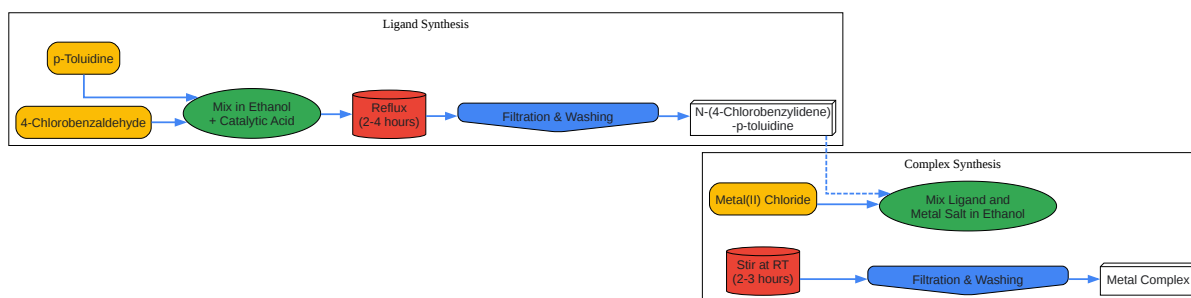 Ligand Synthesis
p-Toluidine
4-Chlorobenzaldehyde
Mix in Ethanol
+ Catalytic Acid
Reflux
(2-4 hours)
Filtration & Washing
N-(4-Chlorobenzylidene)
-p-toluidine
Complex Synthesis
Metal(II) Chloride
Mix Ligand and
Metal Salt in Ethanol
Stir at RT
(2-3 hours)
Filtration & Washing
Metal Complex